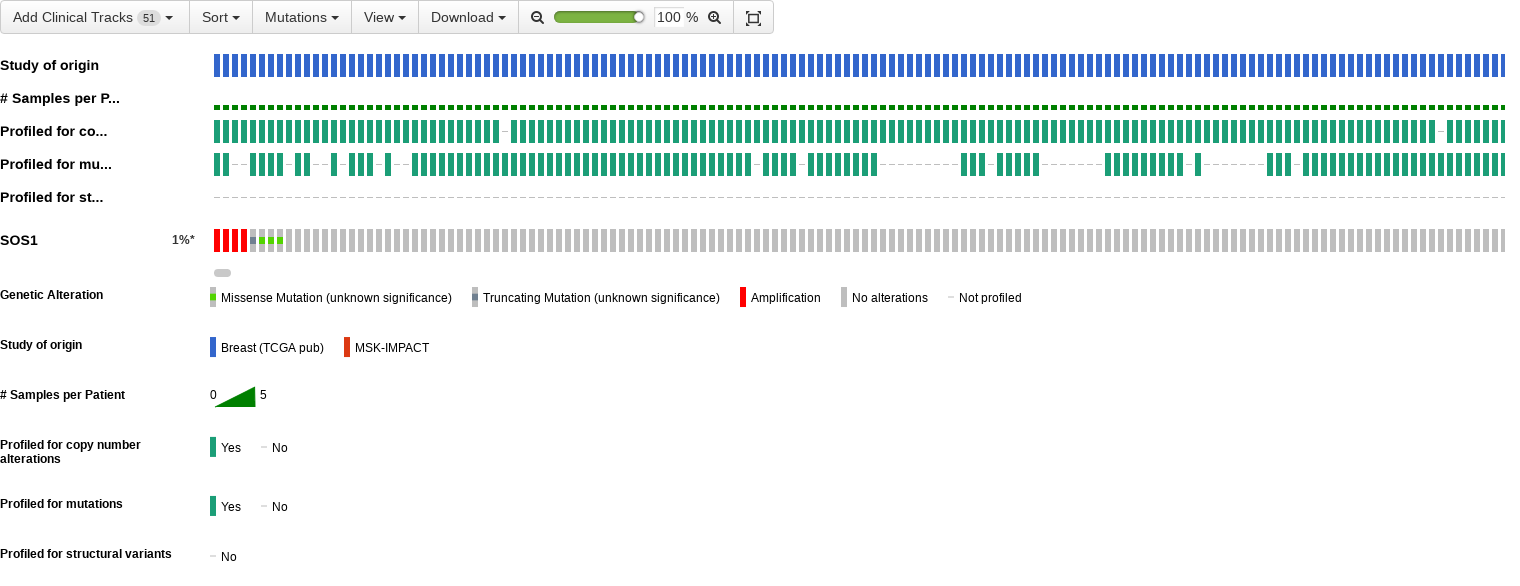 Add Clinical Tracks 51 Sort Mutations View Download 100 %
Study of origin
# Samples per P...
Profiled for co...
Profiled for mu...
Profiled for st...
SOS1 1%*
Genetic Alteration Missense Mutation (unknown significance) Truncating Mutation (unknown significance) Amplification No alterations Not profiled
Study of origin Breast (TCGA pub) MSK-IMPACT
# Samples per Patient 0 5
Profiled for copy number Yes No
alterations
Profiled for mutations Yes No
Profiled for structural variants No